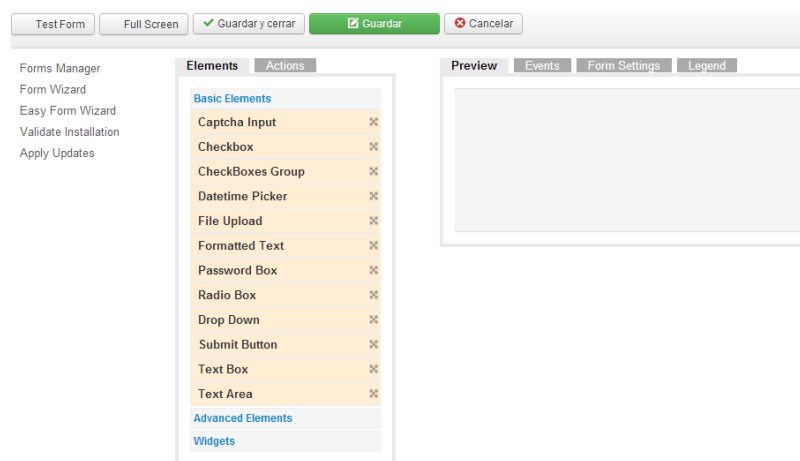 Test Form Full Screen Guardar y cerrar Guardar Cancelar
Forms Manager
Form Wizard
Easy Form Wizard
Validate Installation
Apply Updates
Elements Actions
Basic Elements
Captcha Input
Checkbox
CheckBoxes Group
Datetime Picker
File Upload
Formatted Text
Password Box
Radio Box
Drop Down
Submit Button
Text Box
Text Area
Advanced Elements
Widgets
Preview Events Form Settings Legend